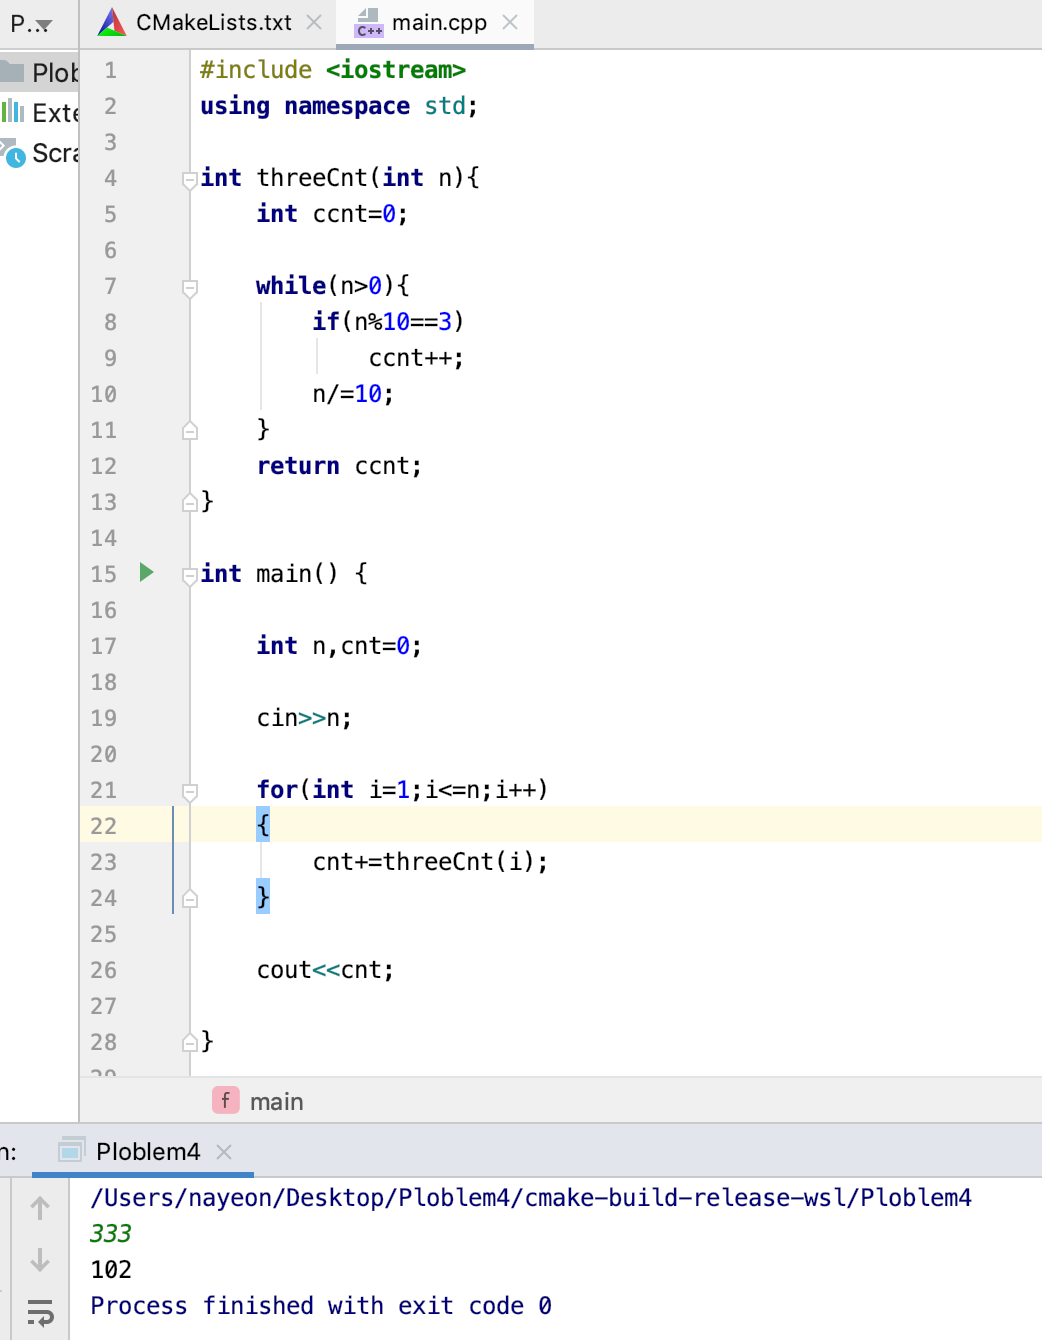 P...
CMakeLists.txt
main.cpp
C++
Plob
Exte
Scra
1 #include <iostream>
2 using namespace std;
3
4 int threeCnt(int n){
5     int ccnt=0;
6
7     while(n>0){
8         if(n%10==3)
9             ccnt++;
10         n/=10;
11     }
12     return ccnt;
13 }
14
15 int main() {
16
17     int n,cnt=0;
18
19     cin>>n;
20
21     for(int i=1;i<=n;i++)
22     {
23         cnt+=threeCnt(i);
24     }
25
26     cout<<cnt;
27
28 }
29
f main
n: Ploblem4
/Users/nayeon/Desktop/Ploblem4/cmake-build-release-wsl/Ploblem4
333
102
Process finished with exit code 0